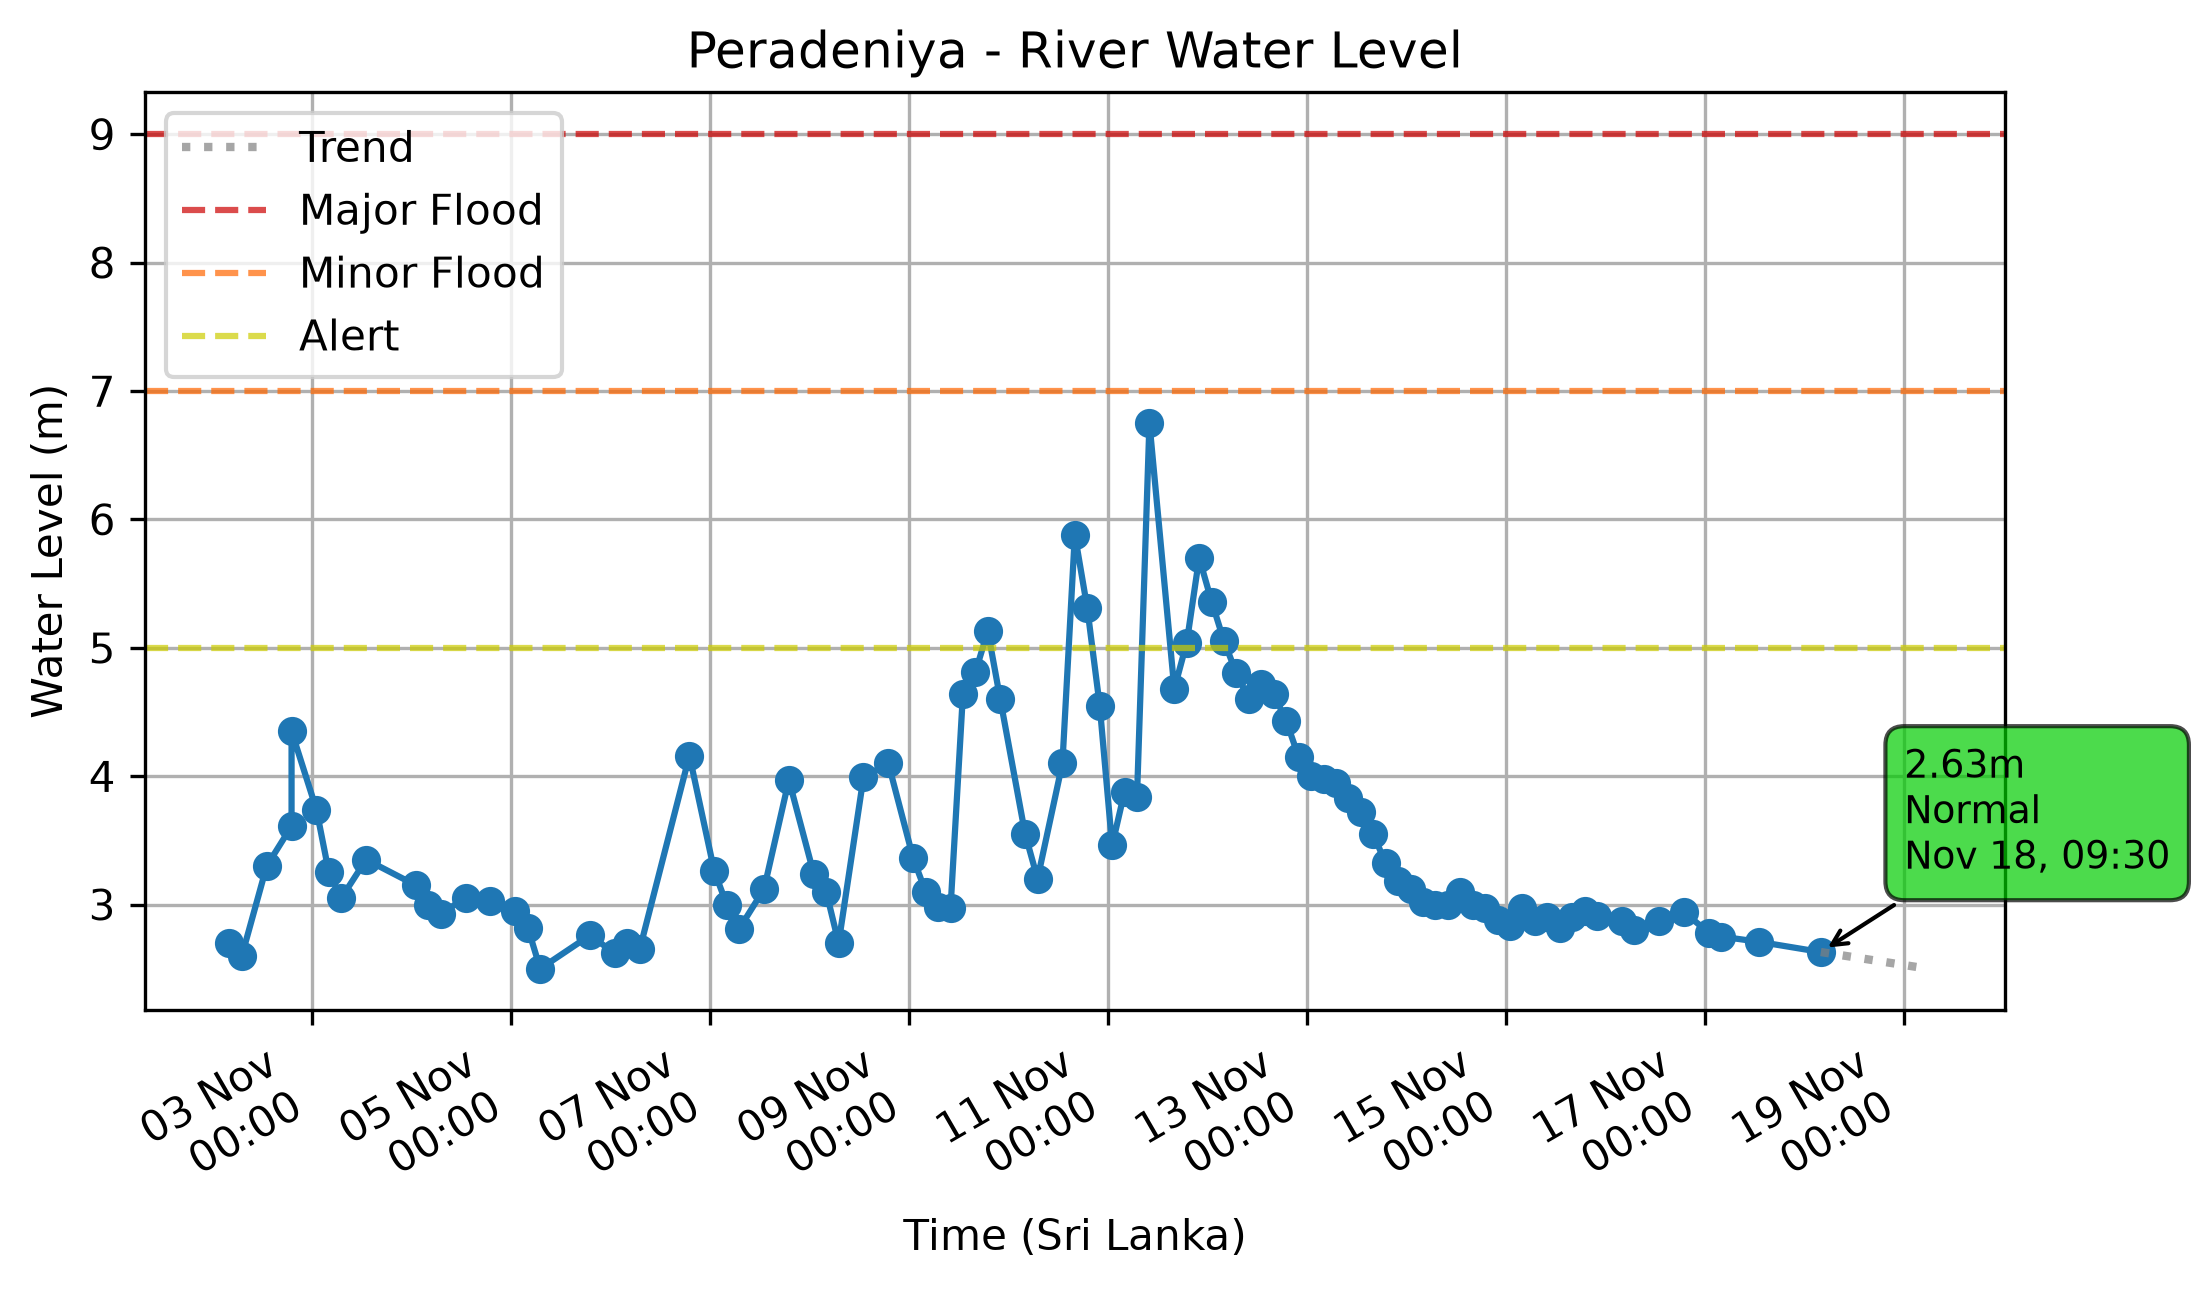 Peradeniya - River Water Level
Trend
Major Flood
Minor Flood
Alert
Water Level (m)
9
8
7
6
5
4
3
2.63m
Normal
Nov 18, 09:30
03 Nov
00:00
05 Nov
00:00
07 Nov
00:00
09 Nov
00:00
11 Nov
00:00
13 Nov
00:00
15 Nov
00:00
17 Nov
00:00
19 Nov
00:00
Time (Sri Lanka)